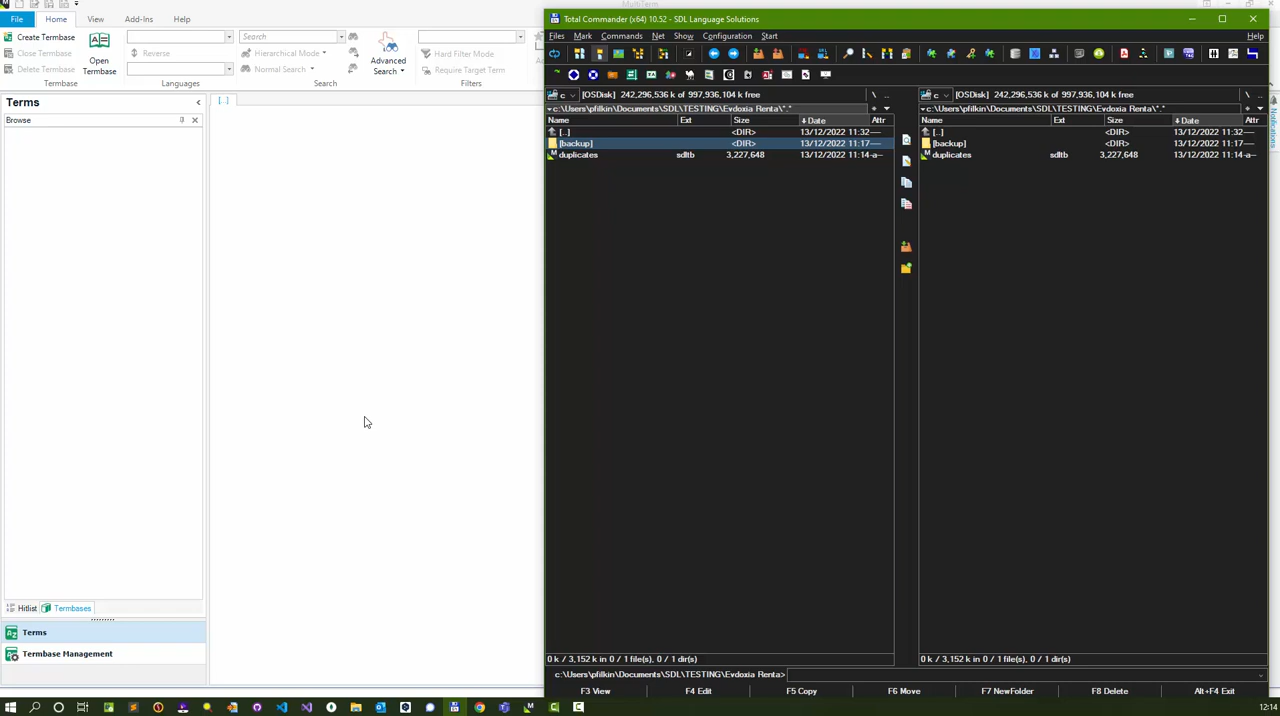 MultiTerm
File Home View Add-Ins Help
Create Termbase
Close Termbase
Delete Termbase
Open Termbase
Termbase
Reverse
Languages
Search
Hierarchical Mode
Normal Search
Search
Advanced Search
Hard Filter Mode
Require Target Term
Filters
Terms
Browse
[...]
Hitlist Termbases
Terms
Termbase Management
Notifications
Total Commander (x64) 10.52 - SDL Language Solutions
Files Mark Commands Net Show Configuration Start Help
c [OSDisk] 242,296,536 k of 997,936,104 k free \ ..
c:\Users\pfilkin\Documents\SDL\TESTING\Evdoxia Renta\*.*
Name Ext Size Date Attr
[..] <DIR> 13/12/2022 11:32 ----
[backup] <DIR> 13/12/2022 11:17 ----
duplicates sdltb 3,227,648 13/12/2022 11:14 -a--
0 k / 3,152 k in 0 / 1 file(s), 0 / 1 dir(s)
c [OSDisk] 242,296,536 k of 997,936,104 k free \ ..
c:\Users\pfilkin\Documents\SDL\TESTING\Evdoxia Renta\*.*
Name Ext Size Date Attr
[..] <DIR> 13/12/2022 11:32 ----
[backup] <DIR> 13/12/2022 11:17 ----
duplicates sdltb 3,227,648 13/12/2022 11:14 -a--
0 k / 3,152 k in 0 / 1 file(s), 0 / 1 dir(s)
c:\Users\pfilkin\Documents\SDL\TESTING\Evdoxia Renta>
F3 View F4 Edit F5 Copy F6 Move F7 NewFolder F8 Delete Alt+F4 Exit
12:14